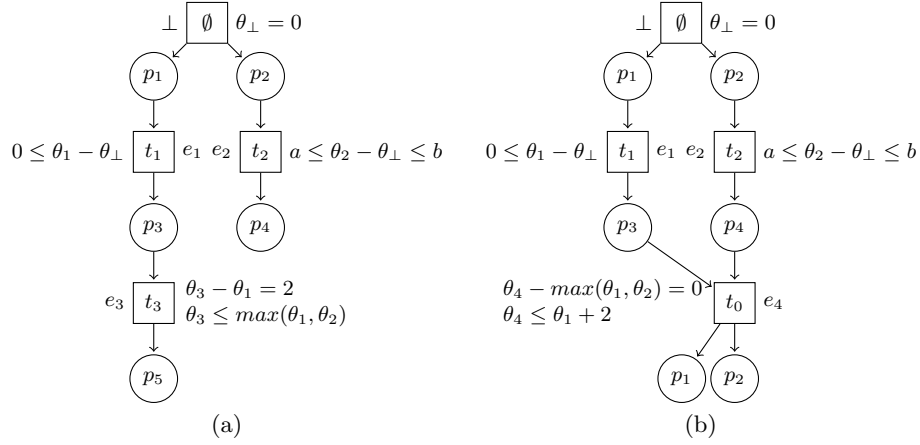 ⊥ ∅ θ⊥ = 0
p1 p2
0 ≤ θ1 − θ⊥ t1 e1 e2 t2 a ≤ θ2 − θ⊥ ≤ b
p3 p4
e3 t3 θ3 − θ1 = 2
θ3 ≤ max(θ1, θ2)
p5
(a)
⊥ ∅ θ⊥ = 0
p1 p2
0 ≤ θ1 − θ⊥ t1 e1 e2 t2 a ≤ θ2 − θ⊥ ≤ b
p3 p4
θ4 − max(θ1, θ2) = 0 t0 e4
θ4 ≤ θ1 + 2
p1 p2
(b)